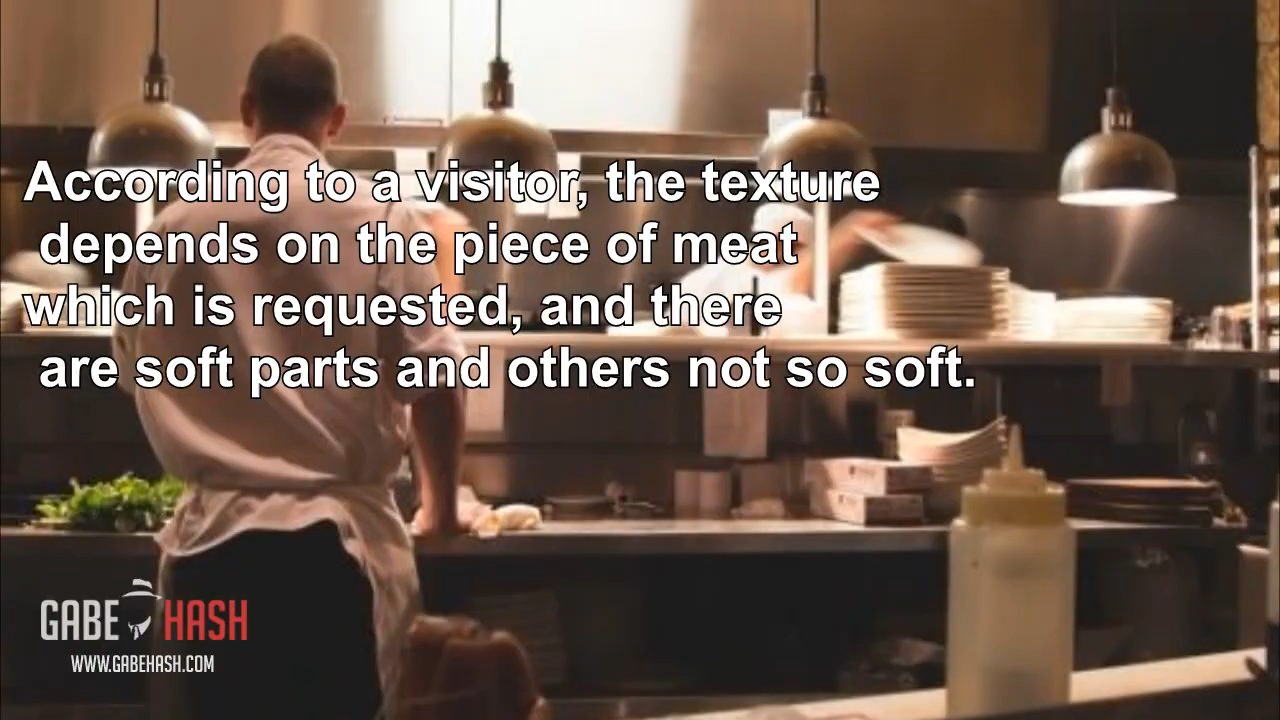 According to a visitor, the texture
depends on the piece of meat
which is requested, and there
are soft parts and others not so soft.
GABE HASH
WWW.GABEHASH.COM